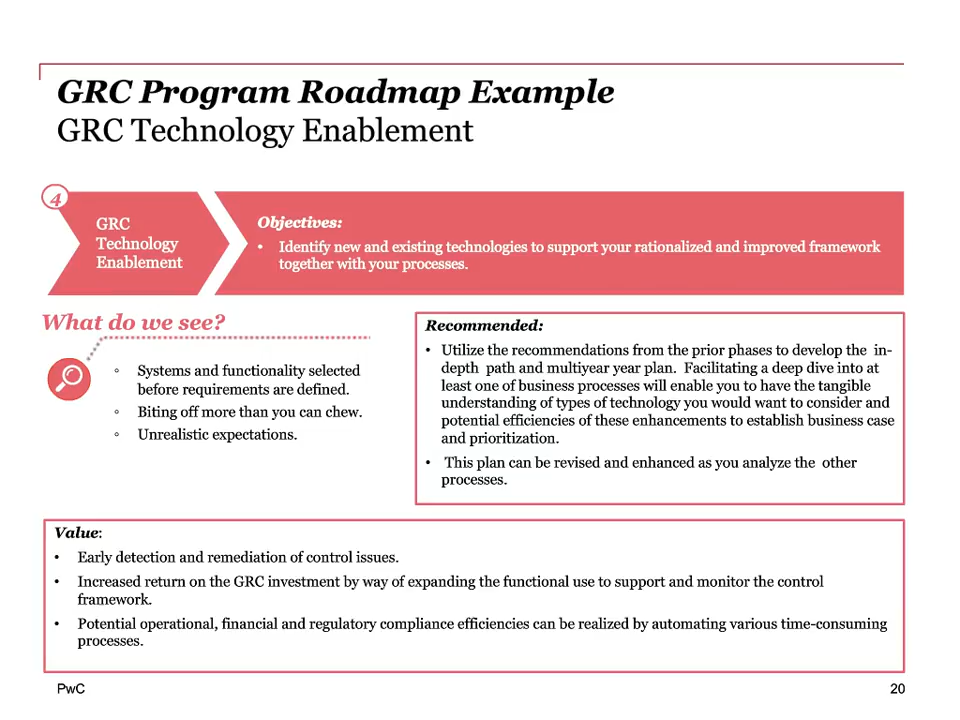 GRC Program Roadmap Example
GRC Technology Enablement
4
GRC
Technology
Enablement
Objectives:
• Identify new and existing technologies to support your rationalized and improved framework
together with your processes.
What do we see?
◦ Systems and functionality selected
before requirements are defined.
◦ Biting off more than you can chew.
◦ Unrealistic expectations.
Recommended:
• Utilize the recommendations from the prior phases to develop the in-
depth path and multiyear year plan. Facilitating a deep dive into at
least one of business processes will enable you to have the tangible
understanding of types of technology you would want to consider and
potential efficiencies of these enhancements to establish business case
and prioritization.
• This plan can be revised and enhanced as you analyze the other
processes.
Value:
• Early detection and remediation of control issues.
• Increased return on the GRC investment by way of expanding the functional use to support and monitor the control
framework.
• Potential operational, financial and regulatory compliance efficiencies can be realized by automating various time-consuming
processes.
PwC
20